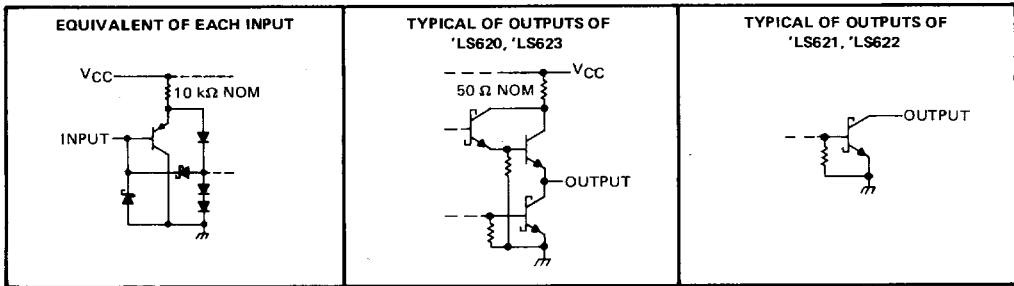 EQUIVALENT OF EACH INPUT
VCC
10 kΩ NOM
INPUT
TYPICAL OF OUTPUTS OF
'LS620, 'LS623
VCC
50 Ω NOM
OUTPUT
TYPICAL OF OUTPUTS OF
'LS621, 'LS622
OUTPUT